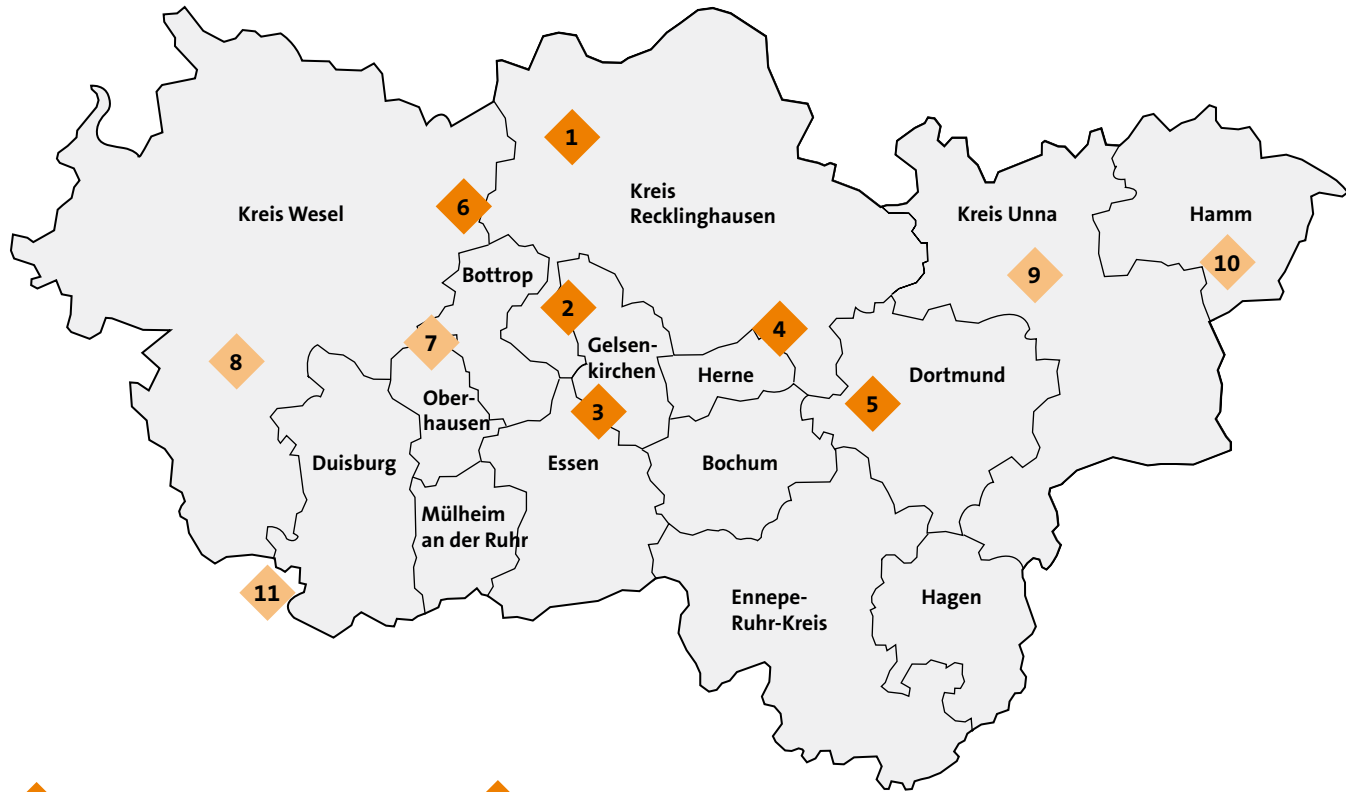 1
6
Kreis Wesel
Kreis
Recklinghausen
Kreis Unna
Hamm
9
10
Bottrop
2
4
7
8
Gelsen-
kirchen
Herne
Dortmund
Ober-
hausen
3
5
Duisburg
Essen
Bochum
Mülheim
an der Ruhr
11
Ennepe-
Ruhr-Kreis
Hagen